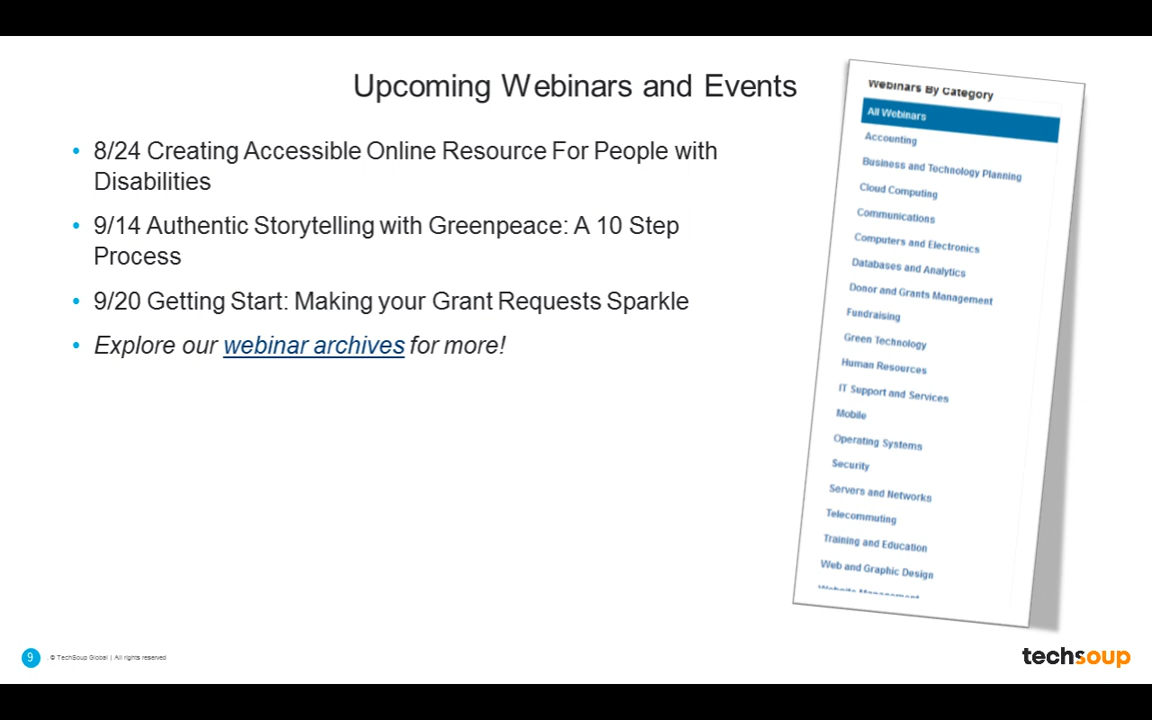 Upcoming Webinars and Events
• 8/24 Creating Accessible Online Resource For People with
Disabilities
• 9/14 Authentic Storytelling with Greenpeace: A 10 Step
Process
• 9/20 Getting Start: Making your Grant Requests Sparkle
• Explore our webinar archives for more!
Webinars By Category
All Webinars
Accounting
Business and Technology Planning
Cloud Computing
Communications
Computers and Electronics
Databases and Analytics
Donor and Grants Management
Fundraising
Green Technology
Human Resources
IT Support and Services
Mobile
Operating Systems
Security
Servers and Networks
Telecommuting
Training and Education
Web and Graphic Design
Website Management
9
© TechSoup Global | All rights reserved
techsoup